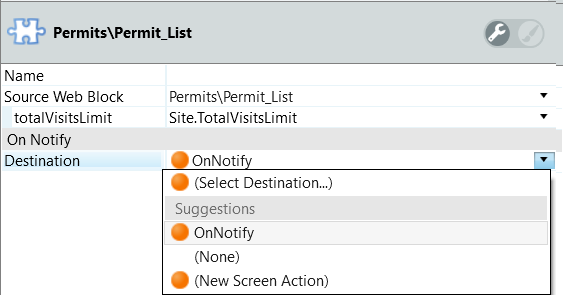 Permits\Permit_List
Name
Source Web Block Permits\Permit_List
totalVisitsLimit Site.TotalVisitsLimit
On Notify
Destination OnNotify
(Select Destination...)
Suggestions
OnNotify
(None)
(New Screen Action)